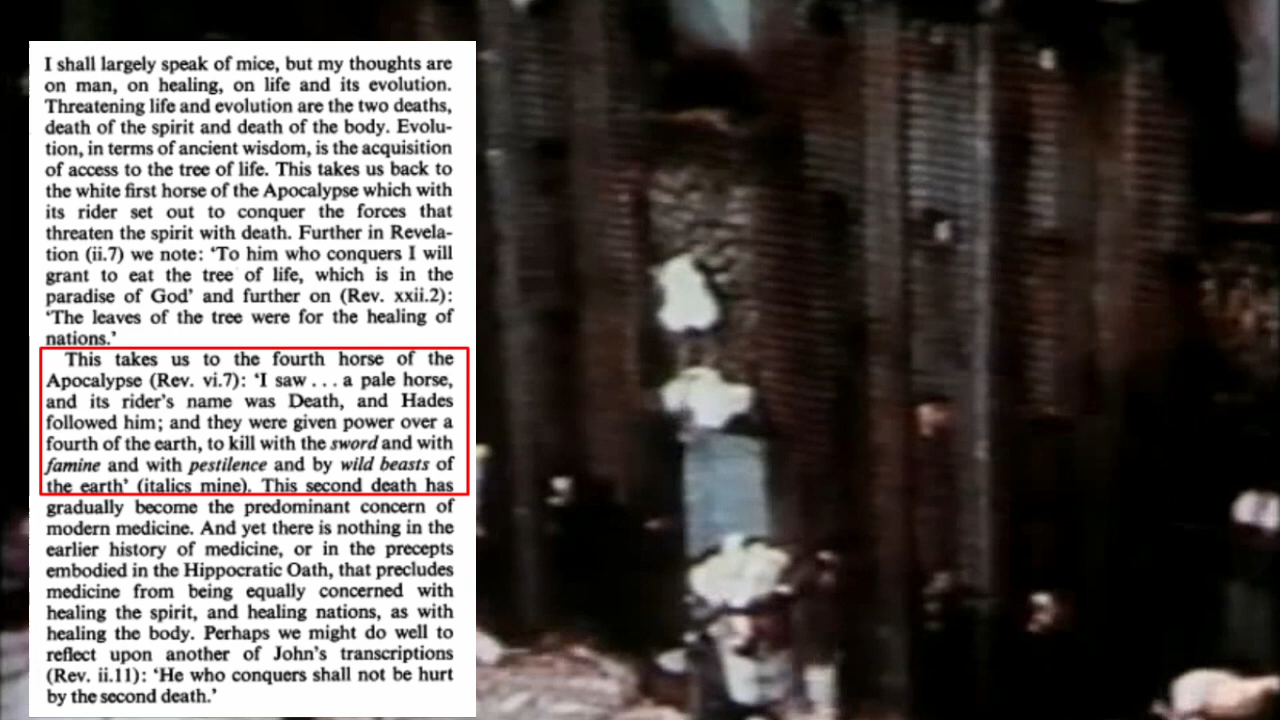 I shall largely speak of mice, but my thoughts are
on man, on healing, on life and its evolution.
Threatening life and evolution are the two deaths,
death of the spirit and death of the body. Evolu-
tion, in terms of ancient wisdom, is the acquisition
of access to the tree of life. This takes us back to
the white first horse of the Apocalypse which with
its rider set out to conquer the forces that
threaten the spirit with death. Further in Revela-
tion (ii.7) we note: ‘To him who conquers I will
grant to eat the tree of life, which is in the
paradise of God’ and further on (Rev. xxii.2):
‘The leaves of the tree were for the healing of
nations.’
This takes us to the fourth horse of the
Apocalypse (Rev. vi.7): ‘I saw . . . a pale horse,
and its rider’s name was Death, and Hades
followed him; and they were given power over a
fourth of the earth, to kill with the sword and with
famine and with pestilence and by wild beasts of
the earth’ (italics mine). This second death has
gradually become the predominant concern of
modern medicine. And yet there is nothing in the
earlier history of medicine, or in the precepts
embodied in the Hippocratic Oath, that precludes
medicine from being equally concerned with
healing the spirit, and healing nations, as with
healing the body. Perhaps we might do well to
reflect upon another of John’s transcriptions
(Rev. ii.11): ‘He who conquers shall not be hurt
by the second death.’